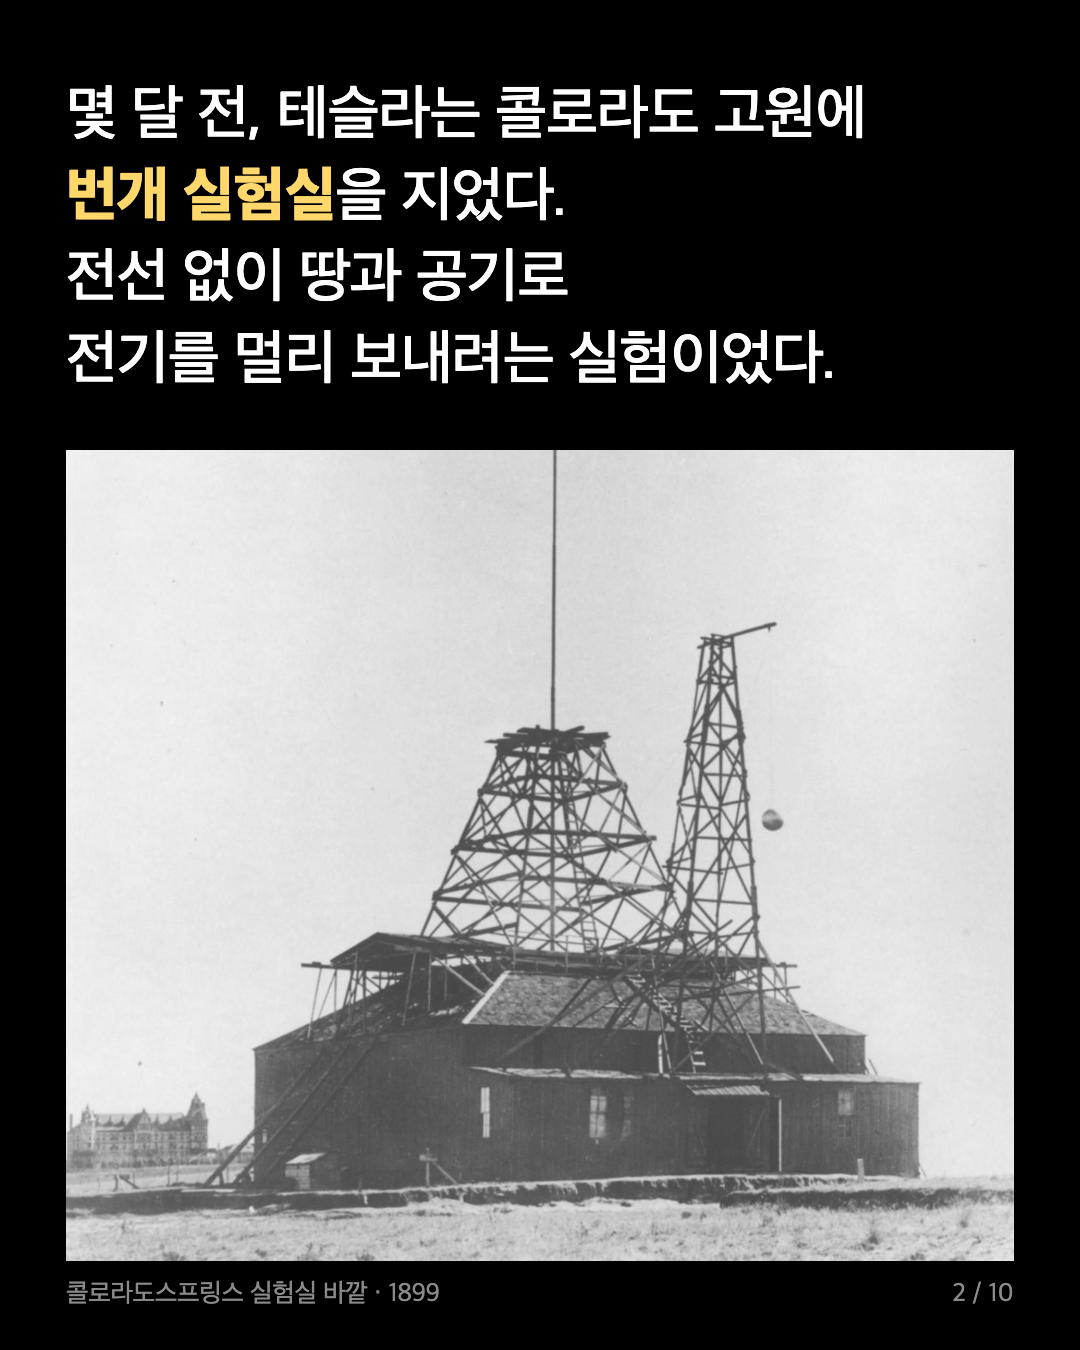 몇 달 전, 테슬라는 콜로라도 고원에
번개 실험실을 지었다.
전선 없이 땅과 공기로
전기를 멀리 보내려는 실험이었다.
콜로라도스프링스 실험실 바깥 · 1899
2 / 10